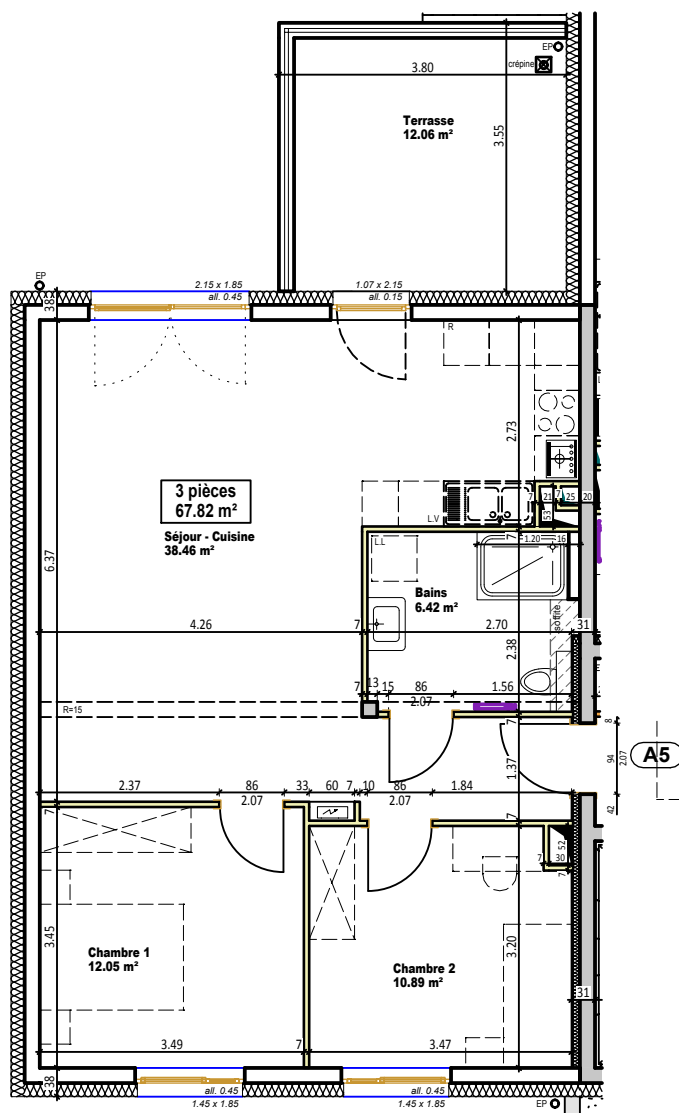 EP
crépine
3.80
Terrasse
12.06 m²
3.55
EP
2.15 x 1.85
all. 0.45
1.07 x 2.15
all. 0.15
38
R
2.73
3 pièces
67.82 m²
Séjour - Cuisine
38.46 m²
L.V
7
21
7
25
20
53
7
1.20
16
L.L
Bains
6.42 m²
soffite
6.37
4.26
7
2.70
31
2.38
7
13
15
86
1.56
2.07
R=15
7
8
94
2.07
A5
1.37
2.37
86
33
60
7
10
86
1.84
2.07
2.07
42
7
7
52
7
30
7
3.45
Chambre 1
12.05 m²
Chambre 2
10.89 m²
3.20
31
3.49
7
3.47
38
all. 0.45
1.45 x 1.85
all. 0.45
1.45 x 1.85
EP